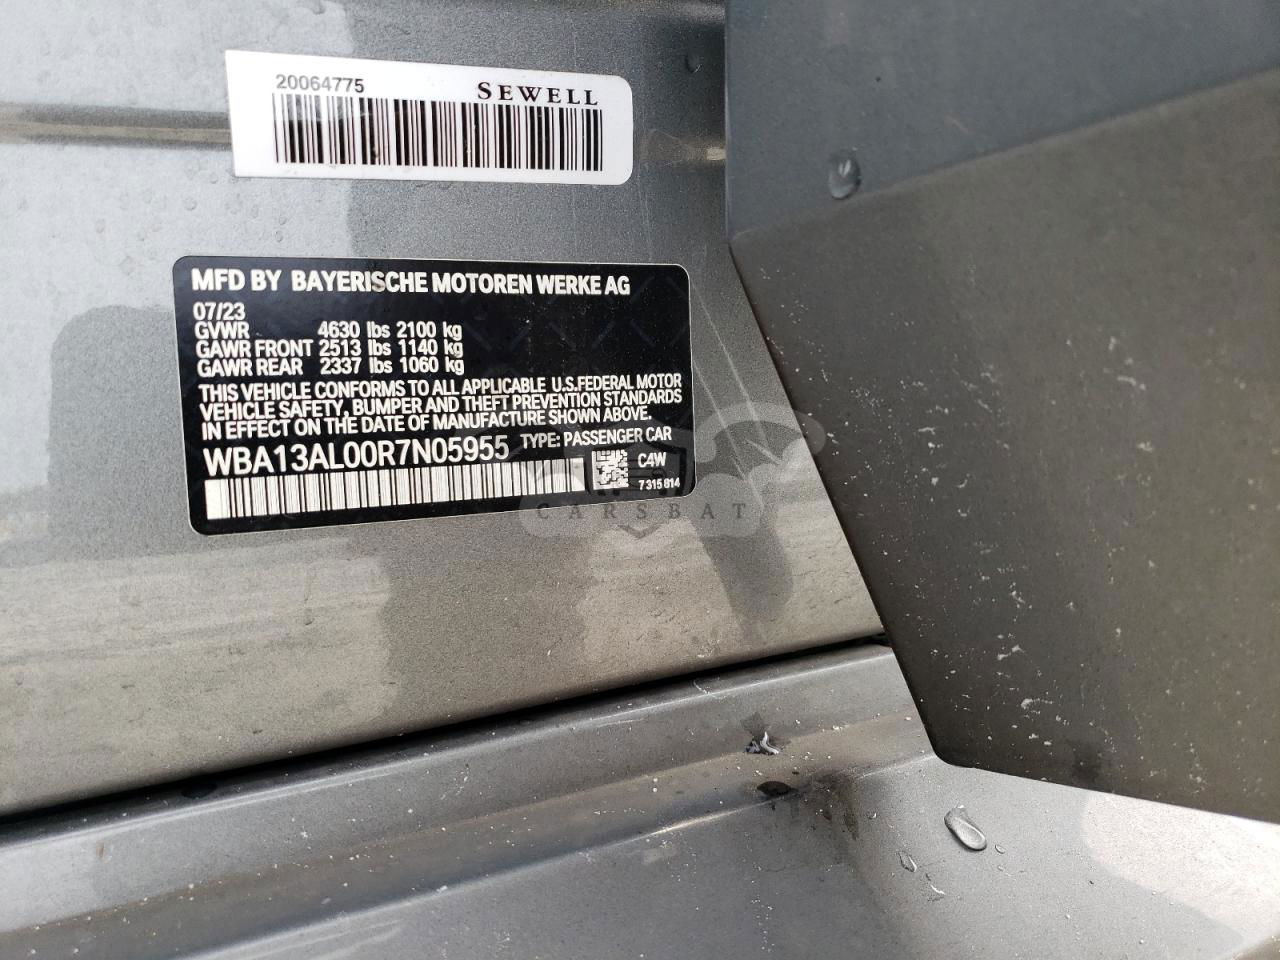 20064775 SEWELL
MFD BY BAYERISCHE MOTOREN WERKE AG
07/23
GVWR 4630 lbs 2100 kg
GAWR FRONT 2513 lbs 1140 kg
GAWR REAR 2337 lbs 1060 kg
THIS VEHICLE CONFORMS TO ALL APPLICABLE U.S.FEDERAL MOTOR
VEHICLE SAFETY, BUMPER AND THEFT PREVENTION STANDARDS
IN EFFECT ON THE DATE OF MANUFACTURE SHOWN ABOVE.
WBA13AL00R7N05955 TYPE: PASSENGER CAR
C4W
7315814
CARSBAT